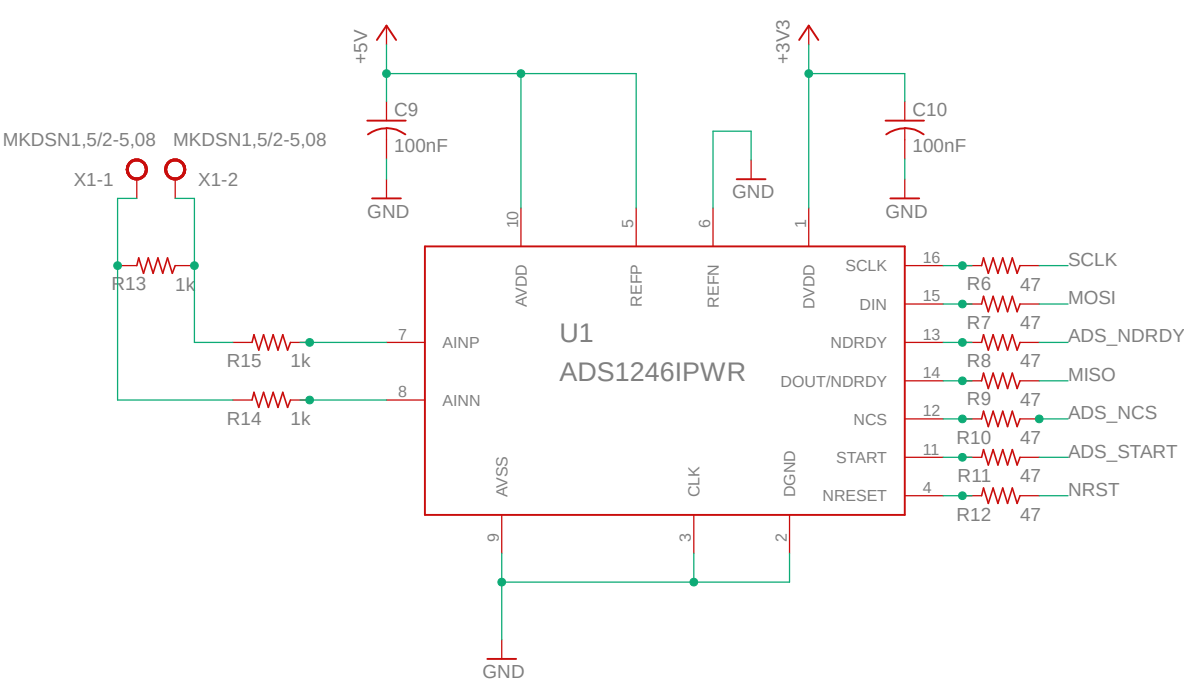 +5V
+3V3
C9
100nF
C10
100nF
MKDSN1,5/2-5,08
MKDSN1,5/2-5,08
X1-1
X1-2
GND
GND
GND
R13
1k
10
5
6
1
AVDD
REFP
REFN
DVDD
U1
ADS1246IPWR
R15
1k
7
AINP
R14
1k
8
AINN
SCLK
16
R6
47
SCLK
DIN
15
R7
47
MOSI
NDRDY
13
R8
47
ADS_NDRDY
DOUT/NDRDY
14
R9
47
MISO
NCS
12
R10
47
ADS_NCS
START
11
R11
47
ADS_START
NRESET
4
R12
47
NRST
AVSS
CLK
DGND
9
3
2
GND